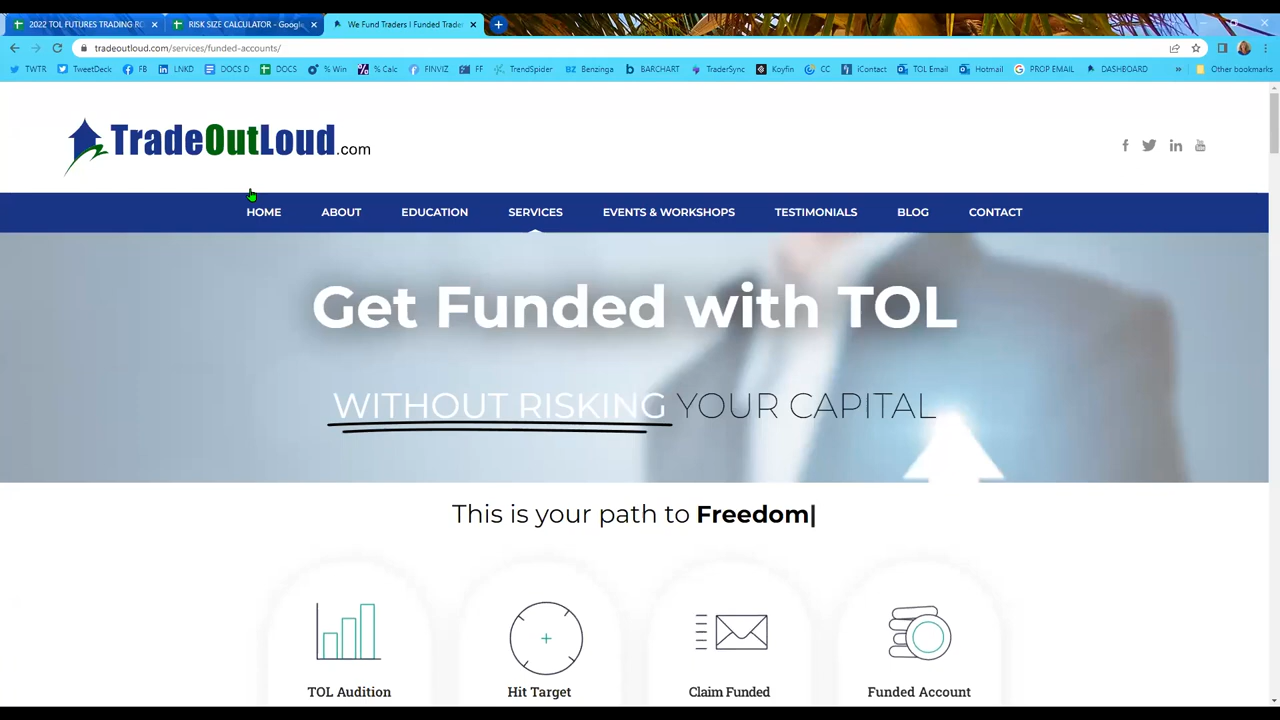 2022 TOL FUTURES TRADING RO
RISK SIZE CALCULATOR - Google
We Fund Traders I Funded Trader
tradeoutloud.com/services/funded-accounts/
TWTR TweetDeck FB LNKD DOCS D DOCS % Win % Calc FINVIZ FF TrendSpider Benzinga BARCHART TraderSync Koyfin CC iContact TOL Email Hotmail PROP EMAIL DASHBOARD » Other bookmarks
TradeOutLoud.com
HOME ABOUT EDUCATION SERVICES EVENTS & WORKSHOPS TESTIMONIALS BLOG CONTACT
Get Funded with TOL
WITHOUT RISKING YOUR CAPITAL
This is your path to Freedom|
TOL Audition Hit Target Claim Funded Funded Account